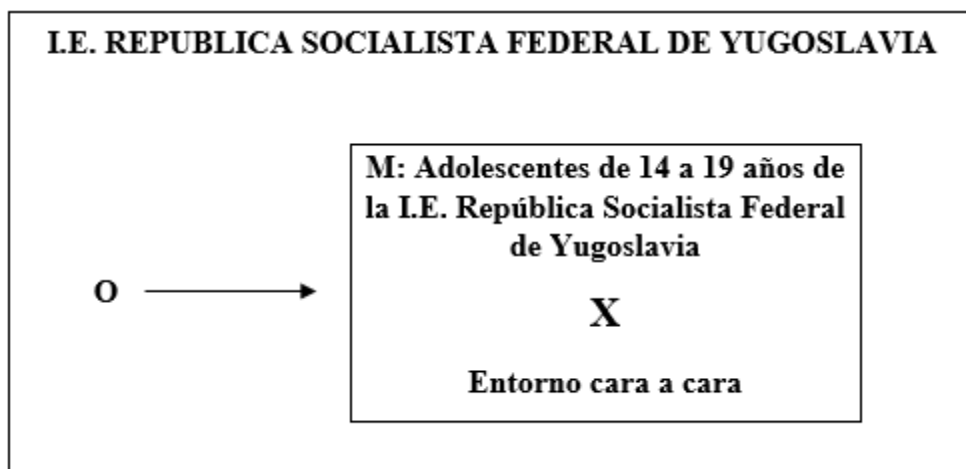 I.E. REPUBLICA SOCIALISTA FEDERAL DE YUGOSLAVIA
M: Adolescentes de 14 a 19 años de
la I.E. República Socialista Federal
de Yugoslavia
O
X
Entorno cara a cara